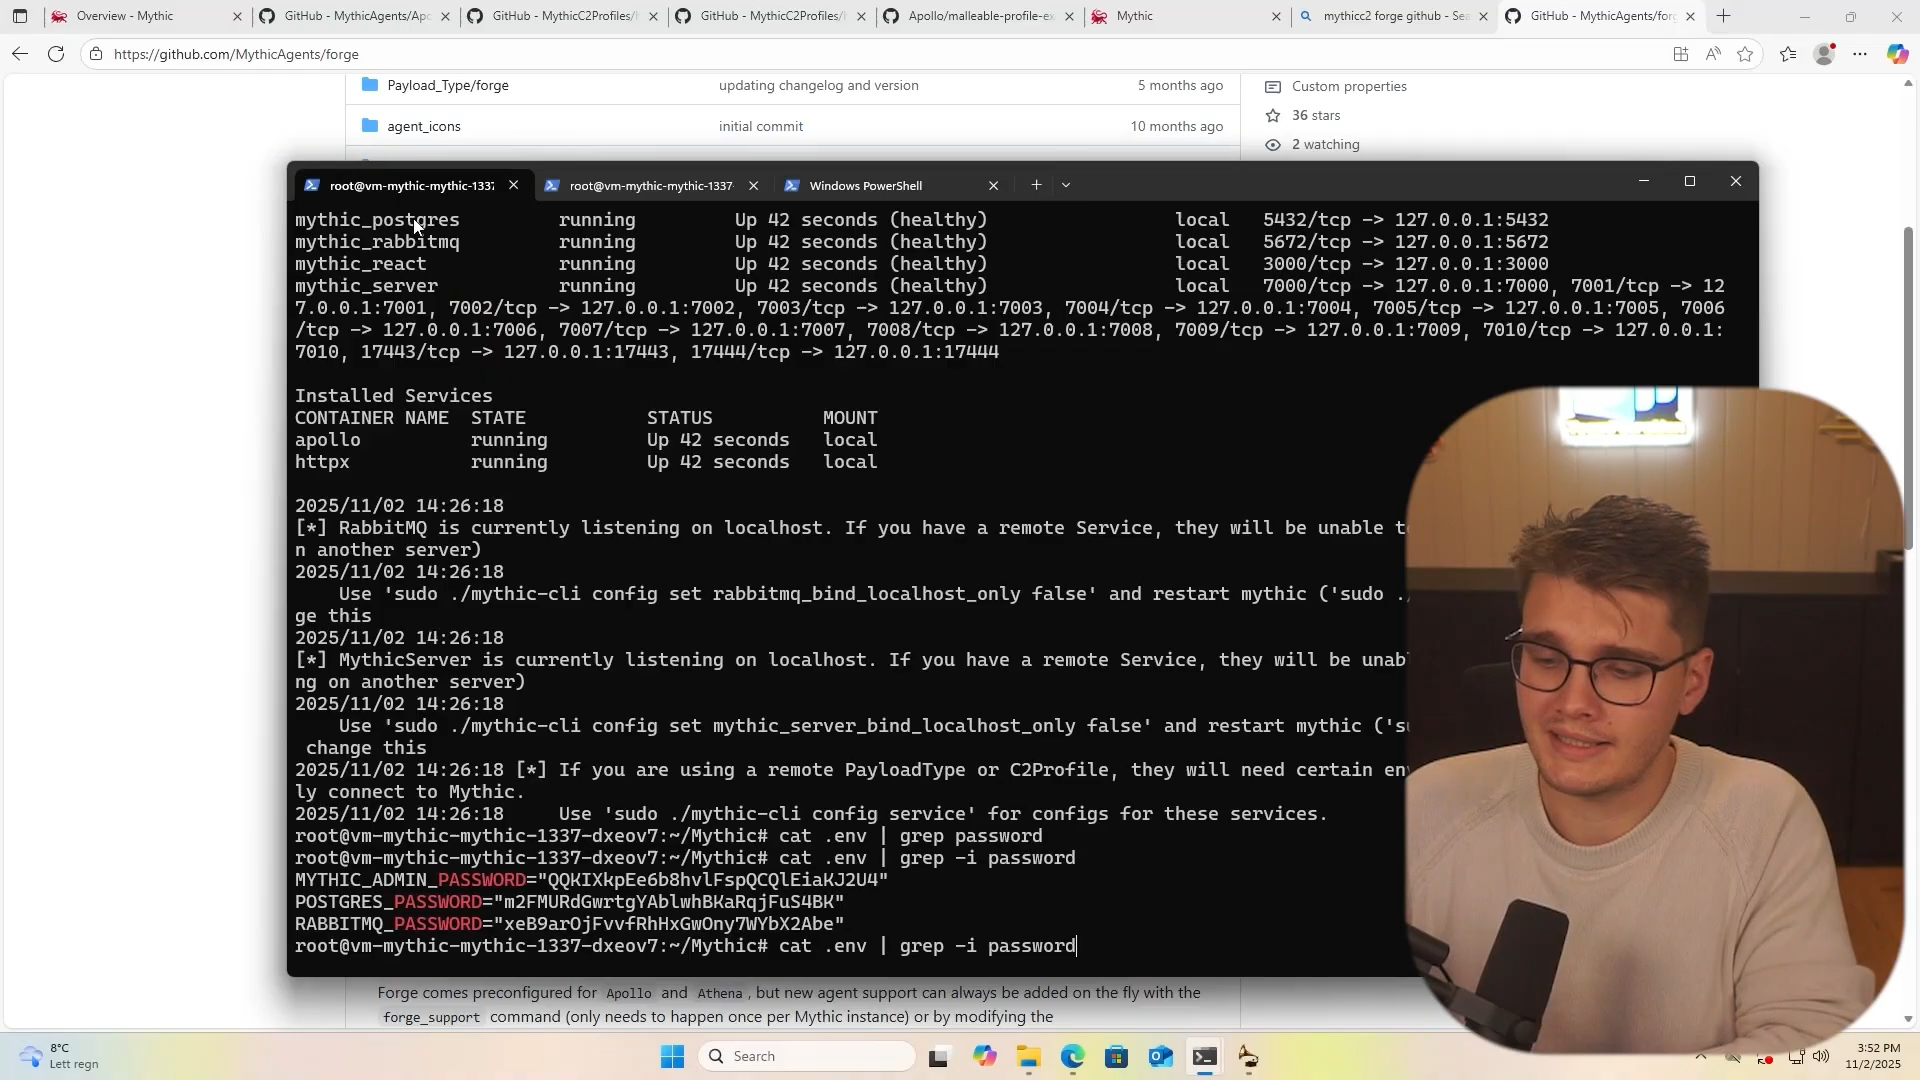 Overview - Mythic
GitHub - MythicAgents/Apo
GitHub - MythicC2Profiles/
GitHub - MythicC2Profiles/
Apollo/malleable-profile-ex
Mythic
mythicc2 forge github - Sea
GitHub - MythicAgents/forg
https://github.com/MythicAgents/forge
Payload_Type/forge updating changelog and version 5 months ago
agent_icons initial commit 10 months ago
Custom properties
36 stars
2 watching
root@vm-mythic-mythic-1337
root@vm-mythic-mythic-1337-
Windows PowerShell
mythic_postgres running Up 42 seconds (healthy) local 5432/tcp -> 127.0.0.1:5432
mythic_rabbitmq running Up 42 seconds (healthy) local 5672/tcp -> 127.0.0.1:5672
mythic_react running Up 42 seconds (healthy) local 3000/tcp -> 127.0.0.1:3000
mythic_server running Up 42 seconds (healthy) local 7000/tcp -> 127.0.0.1:7000, 7001/tcp -> 12
7.0.0.1:7001, 7002/tcp -> 127.0.0.1:7002, 7003/tcp -> 127.0.0.1:7003, 7004/tcp -> 127.0.0.1:7004, 7005/tcp -> 127.0.0.1:7005, 7006
/tcp -> 127.0.0.1:7006, 7007/tcp -> 127.0.0.1:7007, 7008/tcp -> 127.0.0.1:7008, 7009/tcp -> 127.0.0.1:7009, 7010/tcp -> 127.0.0.1:
7010, 17443/tcp -> 127.0.0.1:17443, 17444/tcp -> 127.0.0.1:17444
Installed Services
CONTAINER NAME STATE STATUS MOUNT
apollo running Up 42 seconds local
httpx running Up 42 seconds local
2025/11/02 14:26:18
[*] RabbitMQ is currently listening on localhost. If you have a remote Service, they will be unable t
n another server)
2025/11/02 14:26:18
Use 'sudo ./mythic-cli config set rabbitmq_bind_localhost_only false' and restart mythic ('sudo .
ge this
2025/11/02 14:26:18
[*] MythicServer is currently listening on localhost. If you have a remote Service, they will be unab
ng on another server)
2025/11/02 14:26:18
Use 'sudo ./mythic-cli config set mythic_server_bind_localhost_only false' and restart mythic ('s
change this
2025/11/02 14:26:18 [*] If you are using a remote PayloadType or C2Profile, they will need certain en
ly connect to Mythic.
2025/11/02 14:26:18 Use 'sudo ./mythic-cli config service' for configs for these services.
root@vm-mythic-mythic-1337-dxeov7:~/Mythic# cat .env | grep password
root@vm-mythic-mythic-1337-dxeov7:~/Mythic# cat .env | grep -i password
MYTHIC_ADMIN_PASSWORD="QQKIXkpEe6b8hvlFspQCQlEiaKJ2U4"
POSTGRES_PASSWORD="m2FMURdGwrtgYAblwhBKaRqjFuS4BK"
RABBITMQ_PASSWORD="xeB9arOjFvvfRhHxGwOny7WYbX2Abe"
root@vm-mythic-mythic-1337-dxeov7:~/Mythic# cat .env | grep -i password
Forge comes preconfigured for Apollo and Athena, but new agent support can always be added on the fly with the
forge_support command (only needs to happen once per Mythic instance) or by modifying the
8°C
Lett regn
Search
3:52 PM
11/2/2025